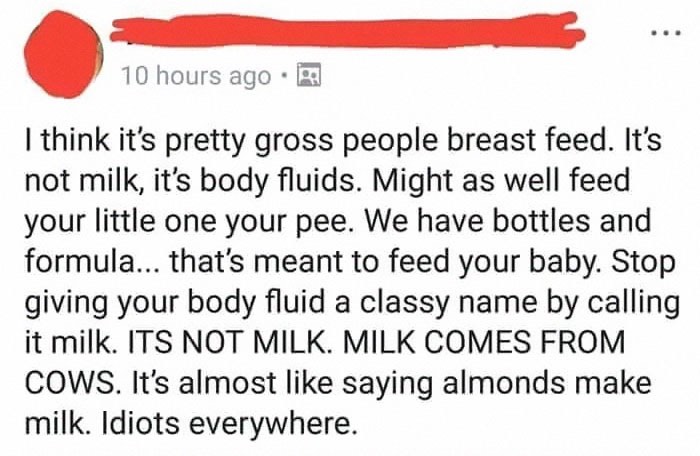 10 hours ago ·
I think it's pretty gross people breast feed. It's
not milk, it's body fluids. Might as well feed
your little one your pee. We have bottles and
formula... that's meant to feed your baby. Stop
giving your body fluid a classy name by calling
it milk. ITS NOT MILK. MILK COMES FROM
COWS. It's almost like saying almonds make
milk. Idiots everywhere.